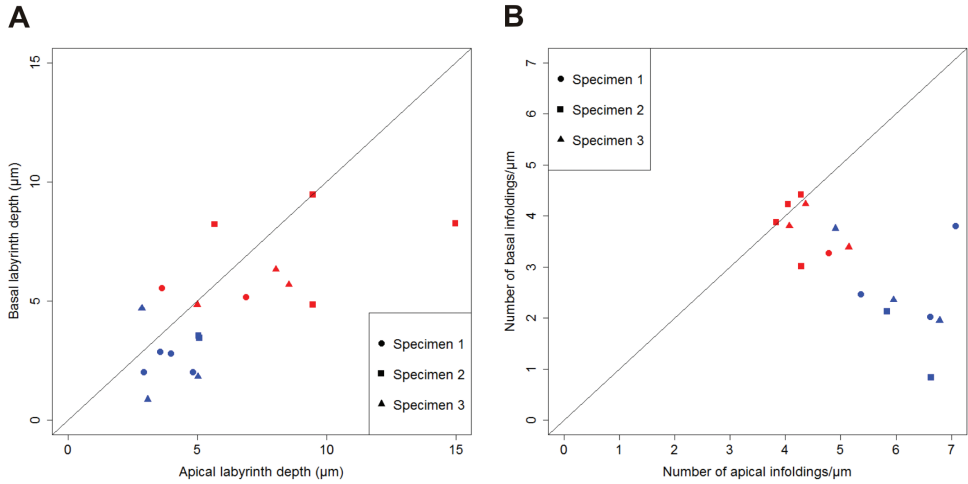 A
15
10
5
0
Basal labyrinth depth (µm)
Specimen 1
Specimen 2
Specimen 3
0 5 10 15
Apical labyrinth depth (µm)
B
7
6
5
4
3
2
1
0
Number of basal infoldings/µm
Specimen 1
Specimen 2
Specimen 3
0 1 2 3 4 5 6 7
Number of apical infoldings/µm